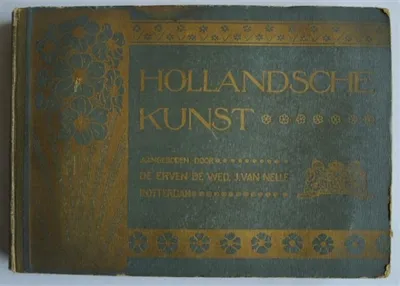 HOLLANDSCHE
KUNST
AANGEBODEN DOOR
DE ERVEN DE WED. J. VAN NELLE
ROTTERDAM